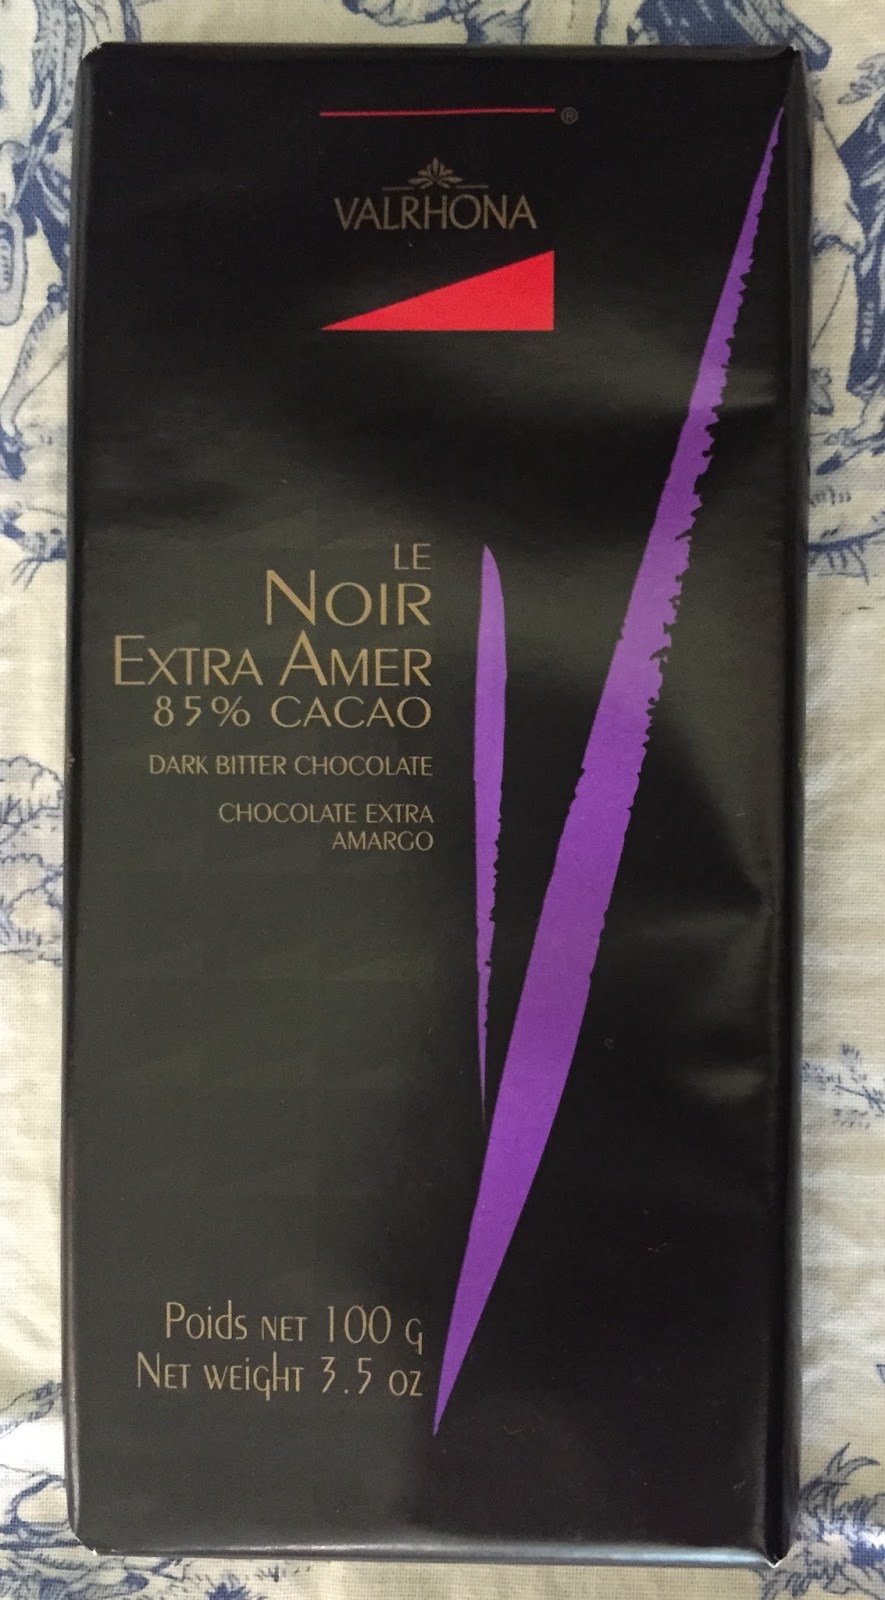 ®
VALRHONA
LE
NOIR
EXTRA AMER
85% CACAO
DARK BITTER CHOCOLATE
CHOCOLATE EXTRA
AMARGO
Poids NET 100 g
NET WEIGHT 3.5 OZ